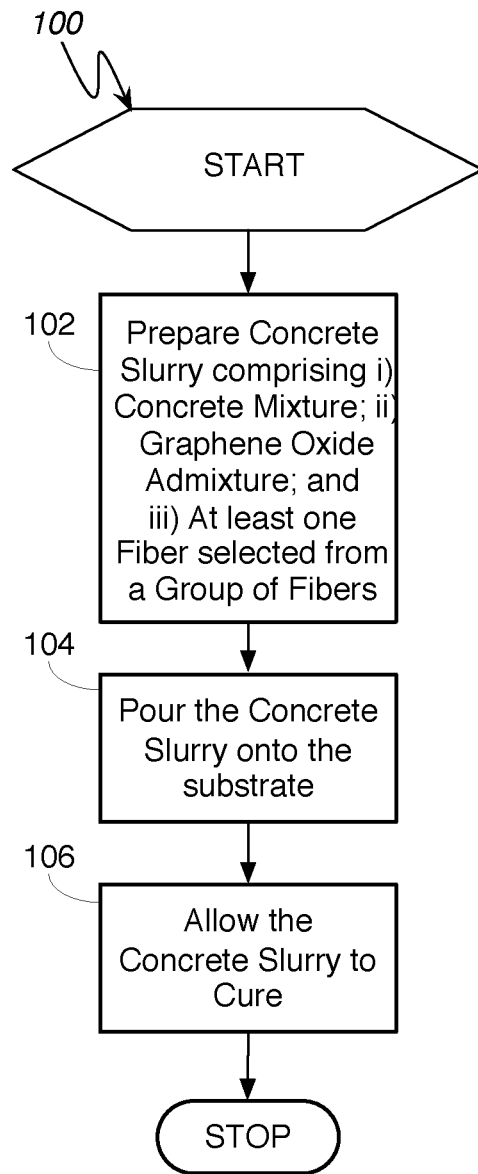 100
START
102
Prepare Concrete
Slurry comprising i)
Concrete Mixture; ii)
Graphene Oxide
Admixture; and
iii) At least one
Fiber selected from
a Group of Fibers
104
Pour the Concrete
Slurry onto the
substrate
106
Allow the
Concrete Slurry to
Cure
STOP